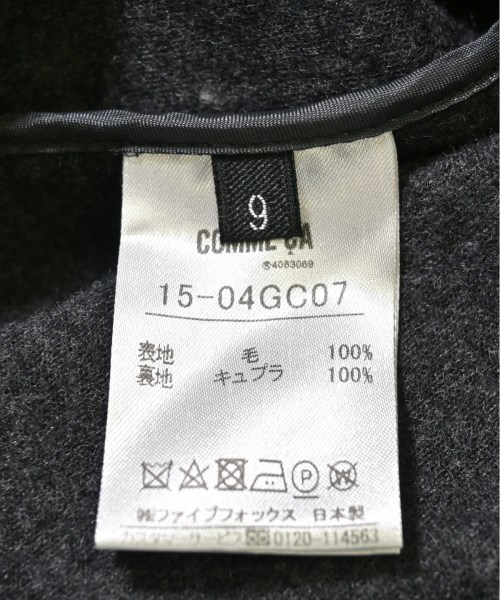 9
COMME ÇA
®4083069
15-04GC07
表地 毛 100%
裏地 キュプラ 100%
P W
㈱ファイブフォックス 日本製
カスタマーサービス 0120-114563